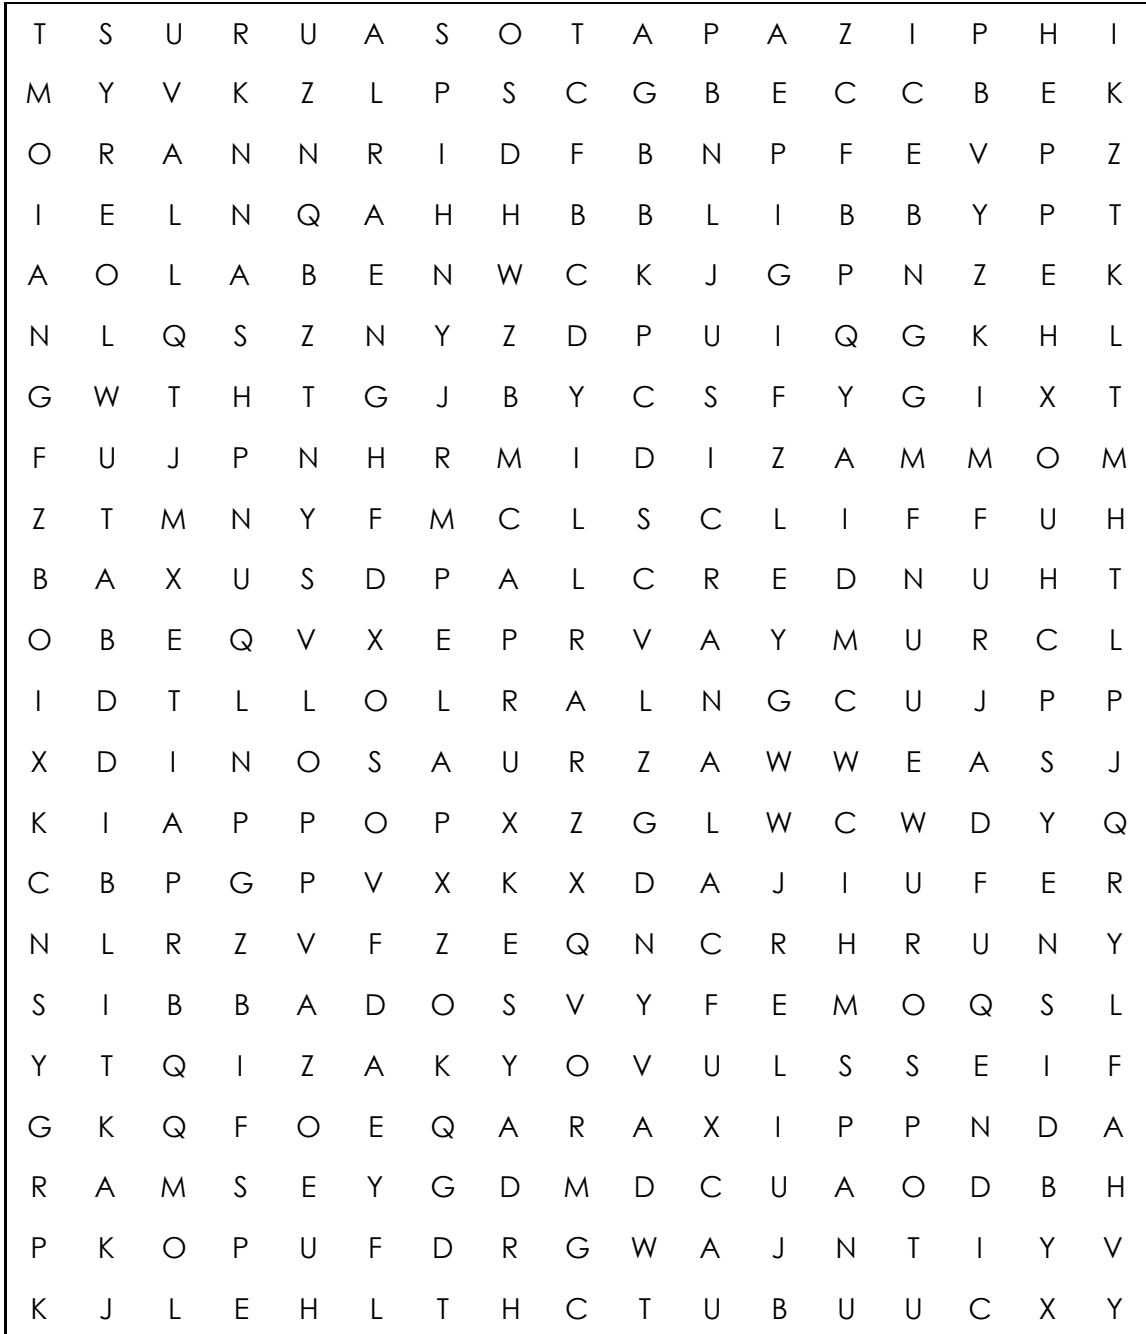 T S U R U A S O T A P A Z I P H I
M Y V K Z L P S C G B E C C B E K
O R A N N R I D F B N P F E V P Z
I E L N Q A H H B B L I B B Y P T
A O L A B E N W C K J G P N Z E K
N L Q S Z N Y Z D P U I Q G K H L
G W T H T G J B Y C S F Y G I X T
F U J P N H R M I D I Z A M M O M
Z T M N Y F M C L S C L I F F U H
B A X U S D P A L C R E D N U H T
O B E Q V X E P R V A Y M U R C L
I D T L L O L R A L N G C U J P P
X D I N O S A U R Z A W W E A S J
K I A P P O P X Z G L W C W D Y Q
C B P G P V X K X D A J I U F E R
N L R Z V F Z E Q N C R H R U N Y
S I B B A D O S V Y F E M O Q S L
Y T Q I Z A K Y O V U L S S E I F
G K Q F O E Q A R A X I P P N D A
R A M S E Y G D M D C U A O D B H
P K O P U F D R G W A J N T I Y V
K J L E H L T H C T U B U U C X Y